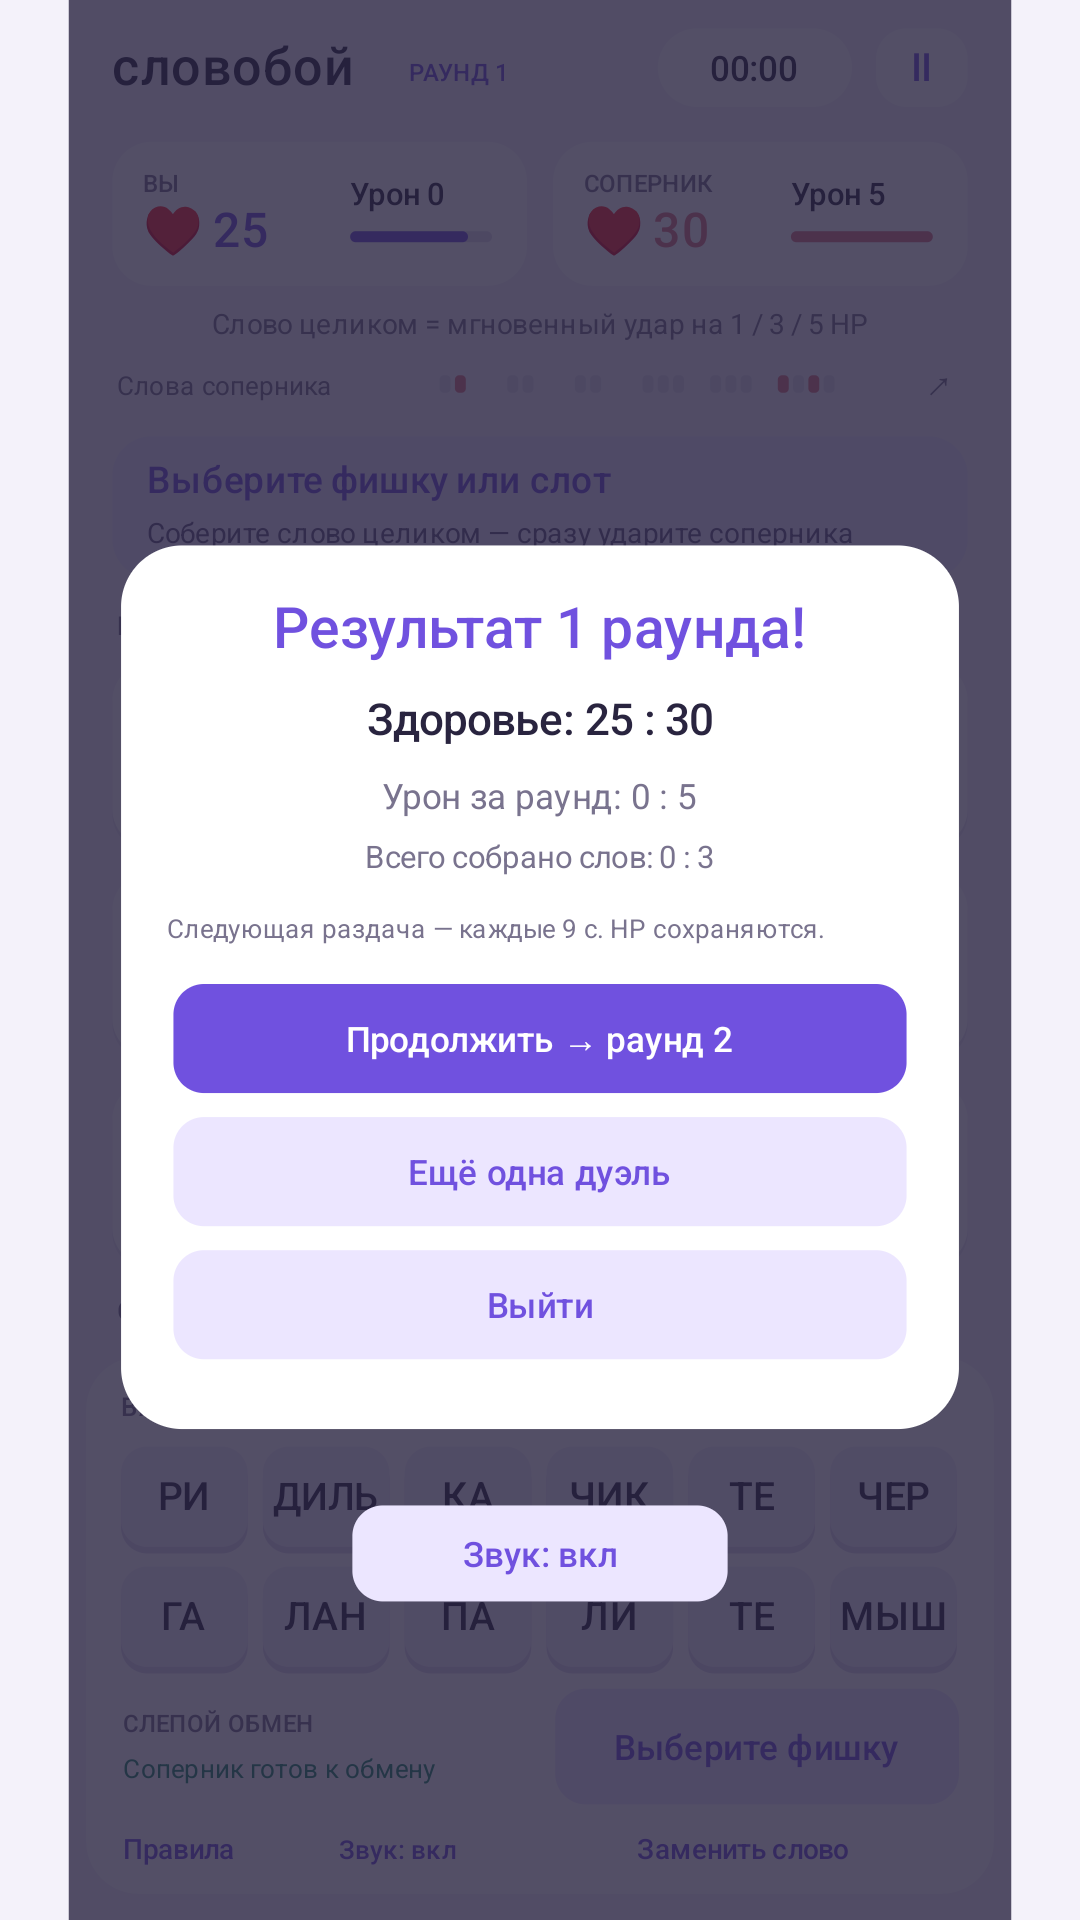 словобой РАУНД 1 00:00
ВЫ Урон 0 СОПЕРНИК Урон 5
25 30
Слово целиком = мгновенный удар на 1 / 3 / 5 HP
Слова соперника ↗
Выберите фишку или слот
Соберите слово целиком — сразу ударите соперника
Результат 1 раунда!
Здоровье: 25 : 30
Урон за раунд: 0 : 5
Всего собрано слов: 0 : 3
Следующая раздача — каждые 9 с. HP сохраняются.
Продолжить → раунд 2
Ещё одна дуэль
Выйти
РИ ДИЛЬ КА ЧИК ТЕ ЧЕР
Звук: вкл
ГА ЛАН ПА ЛИ ТЕ МЫШ
СЛЕПОЙ ОБМЕН
Соперник готов к обмену
Выберите фишку
Правила Звук: вкл Заменить слово